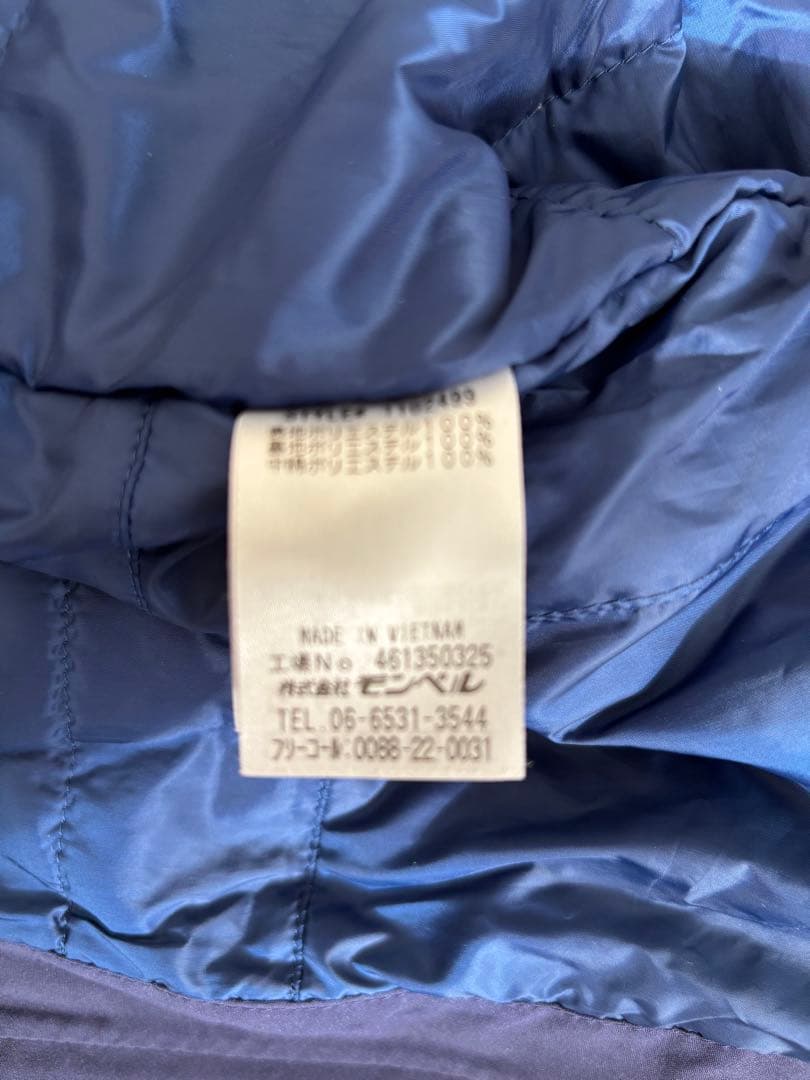 STYLE# 1102499
表地:ポリエステル100%
裏地:ポリエステル100%
中綿:ポリエステル100%
MADE IN VIETNAM
工場No. 461350325
株式会社 モンベル
TEL.06-6531-3544
フリーコール:0088-22-0031